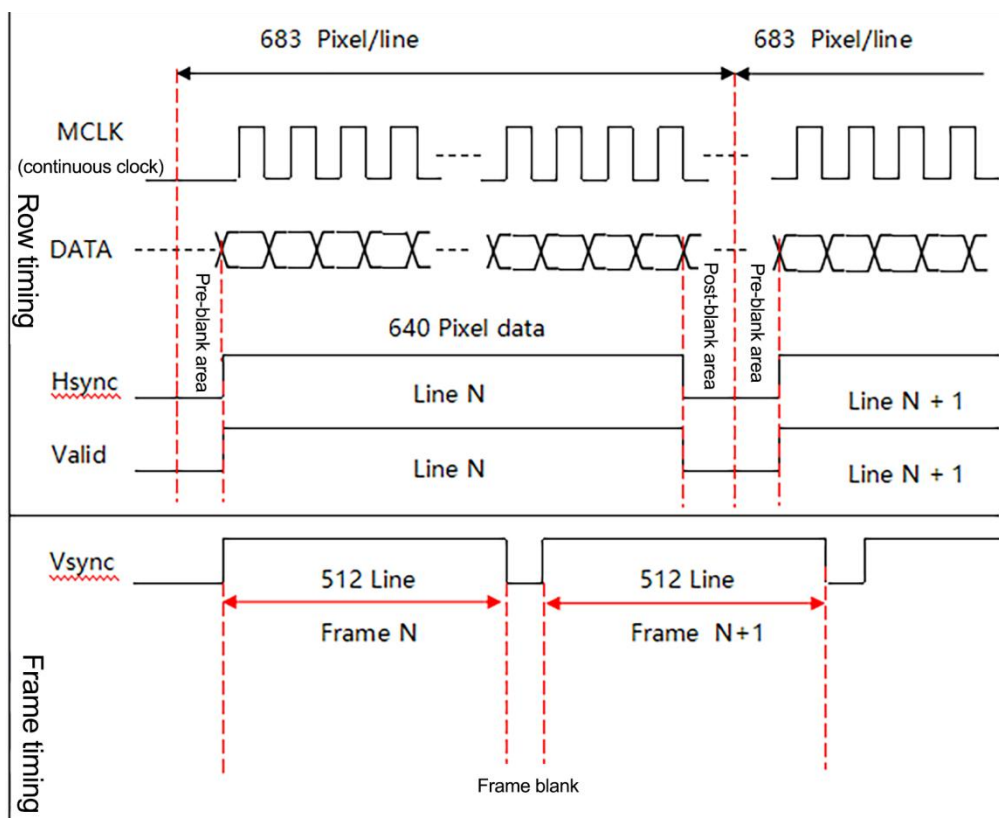 683 Pixel/line
683 Pixel/line
MCLK
(continuous clock)
Row timing
DATA
Pre-blank area
Post-blank area
Pre-blank area
640 Pixel data
Hsync
Line N
Line N + 1
Valid
Line N
Line N + 1
Vsync
512 Line
512 Line
Frame N
Frame N+1
Frame timing
Frame blank